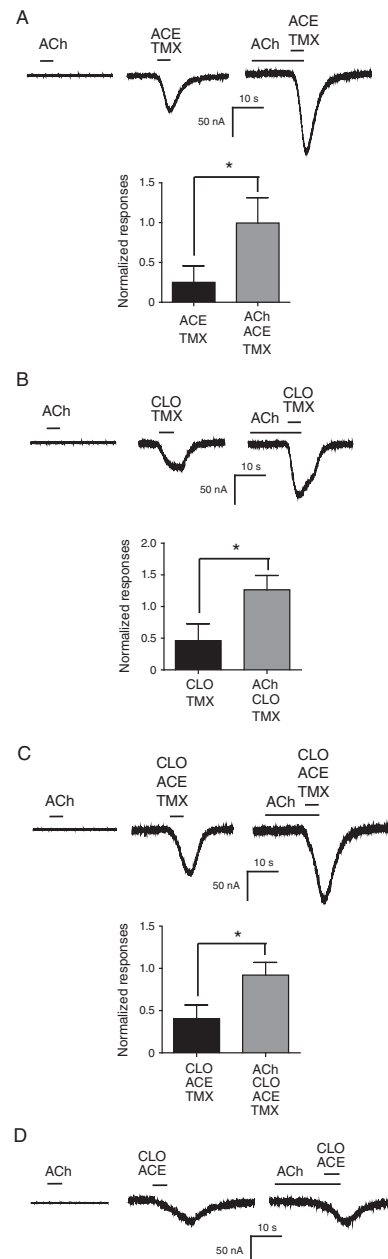 A
ACh
ACE
TMX
ACh
ACE
TMX
10 s
50 nA
*
Normalized responses
1.5
1.0
0.5
0
ACE
TMX
ACh
ACE
TMX
B
ACh
CLO
TMX
ACh
CLO
TMX
10 s
50 nA
*
Normalized responses
2.0
1.5
1.0
0.5
0
CLO
TMX
ACh
CLO
TMX
C
ACh
CLO
ACE
TMX
ACh
CLO
ACE
TMX
10 s
50 nA
*
Normalized responses
1.5
1.0
0.5
0
CLO
ACE
TMX
ACh
CLO
ACE
TMX
D
ACh
CLO
ACE
ACh
CLO
ACE
10 s
50 nA